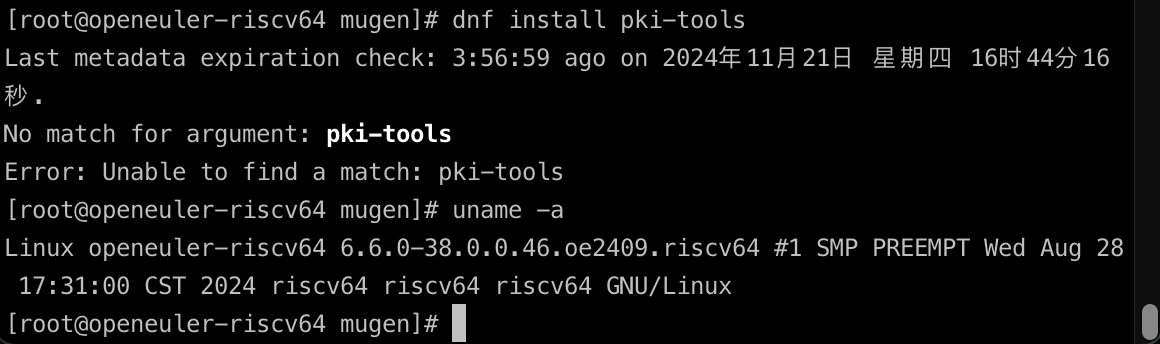 [root@openeuler-riscv64 mugen]# dnf install pki-tools
Last metadata expiration check: 3:56:59 ago on 2024年11月21日 星期四 16时44分16
秒.
No match for argument: pki-tools
Error: Unable to find a match: pki-tools
[root@openeuler-riscv64 mugen]# uname -a
Linux openeuler-riscv64 6.6.0-38.0.0.46.oe2409.riscv64 #1 SMP PREEMPT Wed Aug 28
 17:31:00 CST 2024 riscv64 riscv64 riscv64 GNU/Linux
[root@openeuler-riscv64 mugen]#